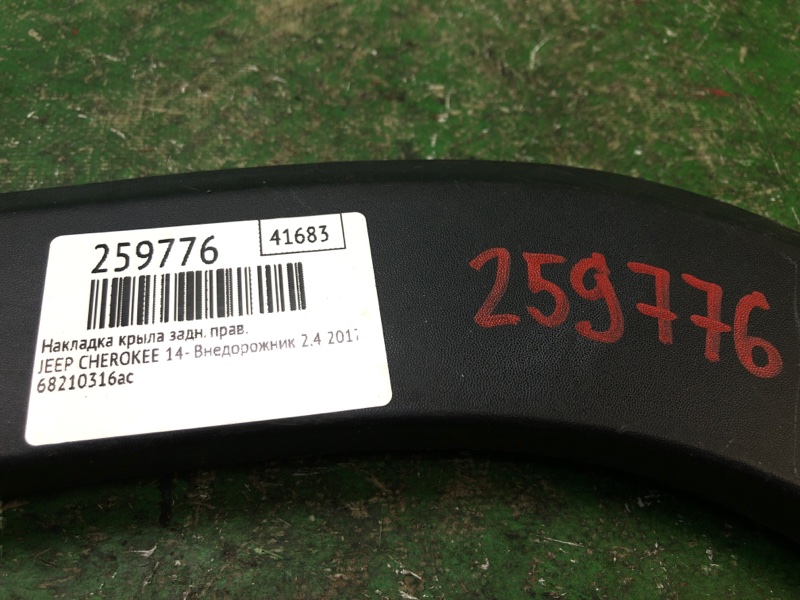 259776
41683
Накладка крыла задн. прав.
JEEP CHEROKEE 14- Внедорожник 2.4 2017
68210316ac
259776